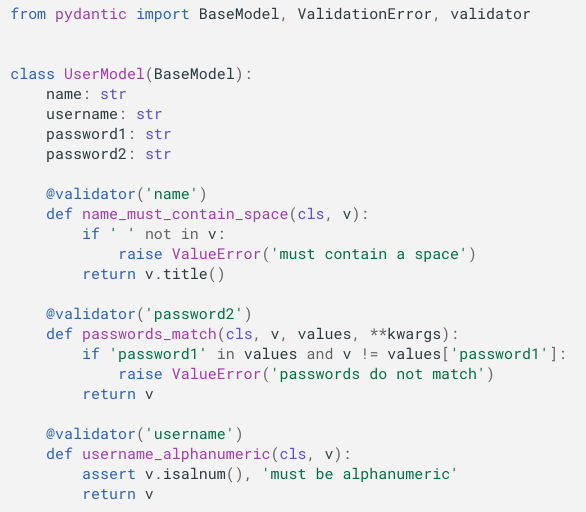 from pydantic import BaseModel, ValidationError, validator
class UserModel(BaseModel):
    name: str
    username: str
    password1: str
    password2: str
    @validator('name')
    def name_must_contain_space(cls, v):
        if ' ' not in v:
            raise ValueError('must contain a space')
        return v.title()
    @validator('password2')
    def passwords_match(cls, v, values, **kwargs):
        if 'password1' in values and v != values['password1']:
            raise ValueError('passwords do not match')
        return v
    @validator('username')
    def username_alphanumeric(cls, v):
        assert v.isalnum(), 'must be alphanumeric'
        return v